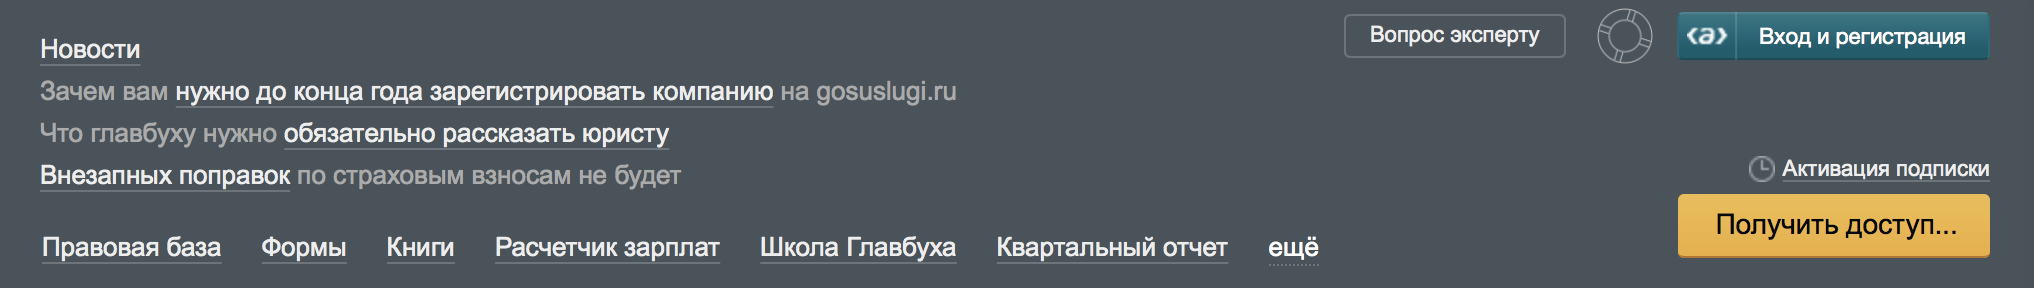 Новости
Зачем вам нужно до конца года зарегистрировать компанию на gosuslugi.ru
Что главбуху нужно обязательно рассказать юристу
Внезапных поправок по страховым взносам не будет
Правовая база Формы Книги Расчетчик зарплат Школа Главбуха Квартальный отчет ещё
Вопрос эксперту
<a> Вход и регистрация
Активация подписки
Получить доступ...